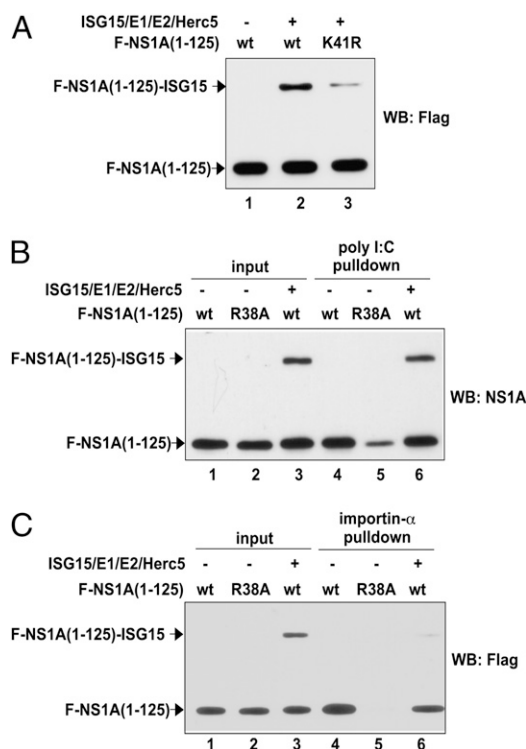 A
ISG15/E1/E2/Herc5 - + +
F-NS1A(1-125) wt wt K41R
F-NS1A(1-125)-ISG15
WB: Flag
F-NS1A(1-125)
1 2 3
B
input poly I:C pulldown
ISG15/E1/E2/Herc5 - - + - - +
F-NS1A(1-125) wt R38A wt wt R38A wt
F-NS1A(1-125)-ISG15
WB: NS1A
F-NS1A(1-125)
1 2 3 4 5 6
C
input importin-α pulldown
ISG15/E1/E2/Herc5 - - + - - +
F-NS1A(1-125) wt R38A wt wt R38A wt
F-NS1A(1-125)-ISG15
WB: Flag
F-NS1A(1-125)
1 2 3 4 5 6